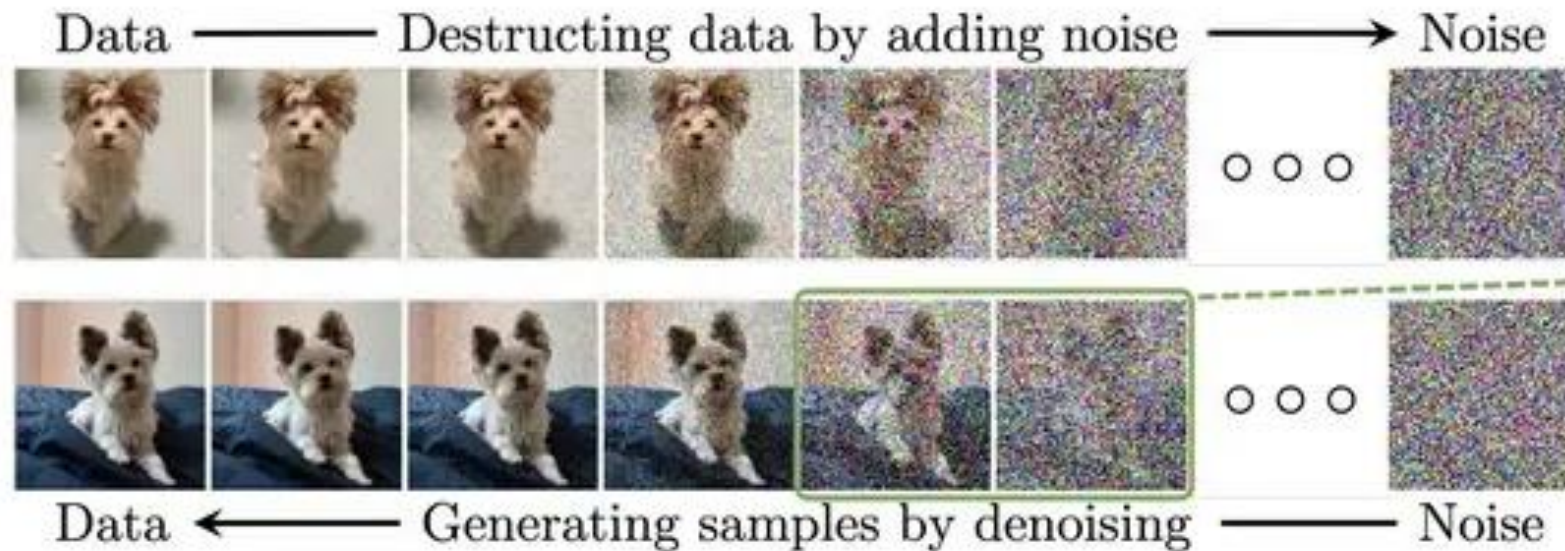 Data Destructing data by adding noise Noise
Data Generating samples by denoising Noise